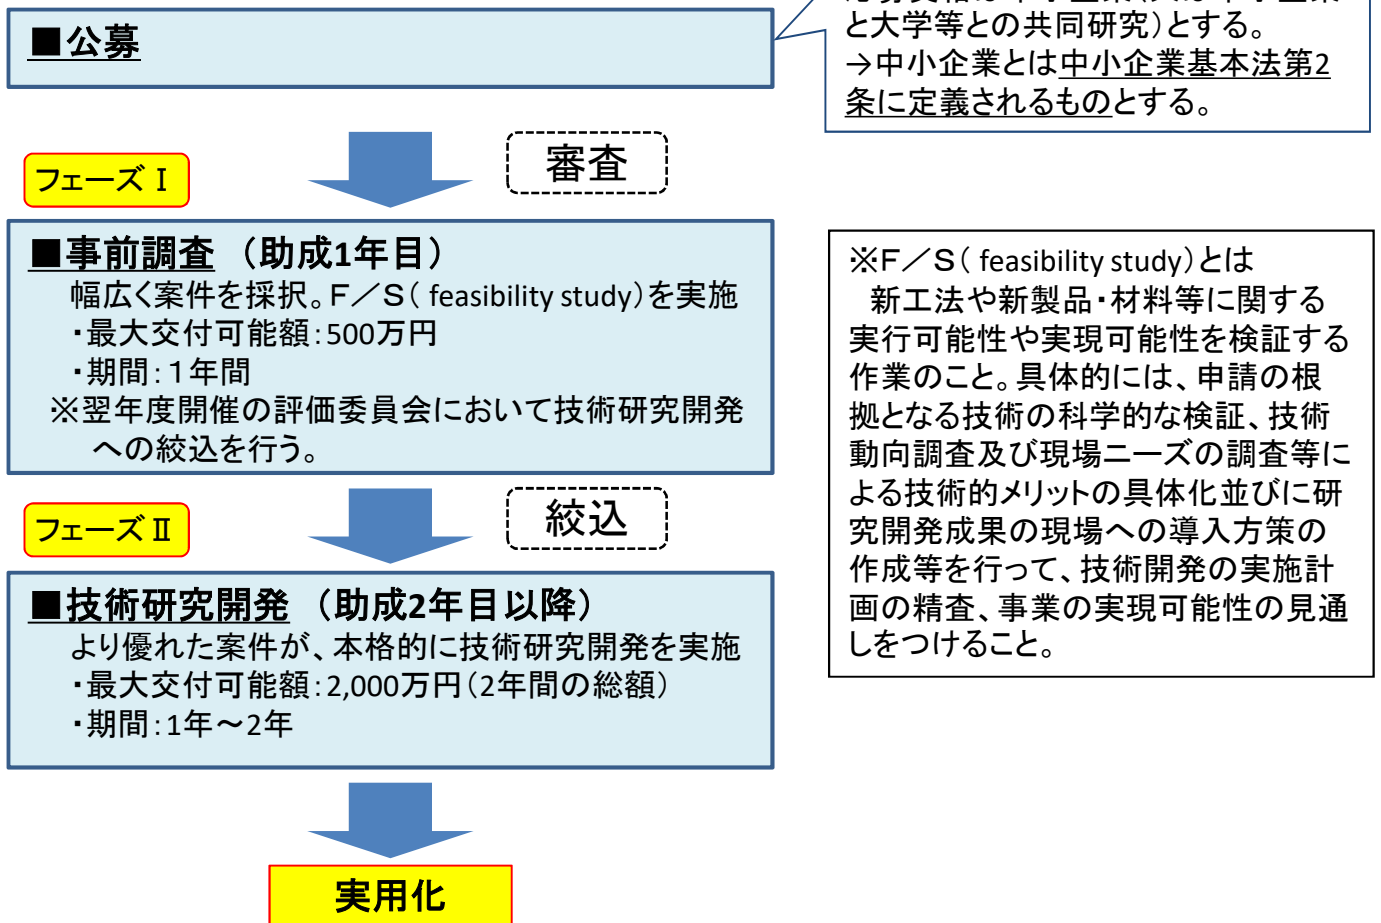 ■公募
と大学等との共同研究)とする。
→中小企業とは中小企業基本法第2
条に定義されるものとする。
審査
フェーズⅠ
■事前調査 (助成1年目)
幅広く案件を採択。F/S( feasibility study)を実施
・最大交付可能額:500万円
・期間:1年間
※翌年度開催の評価委員会において技術研究開発
への絞込を行う。
※F/S( feasibility study)とは
新工法や新製品・材料等に関する
実行可能性や実現可能性を検証する
作業のこと。具体的には、申請の根
拠となる技術の科学的な検証、技術
動向調査及び現場ニーズの調査等に
よる技術的メリットの具体化並びに研
究開発成果の現場への導入方策の
作成等を行って、技術開発の実施計
画の精査、事業の実現可能性の見通
しをつけること。
絞込
フェーズⅡ
■技術研究開発 (助成2年目以降)
より優れた案件が、本格的に技術研究開発を実施
・最大交付可能額:2,000万円(2年間の総額)
・期間:1年~2年
実用化